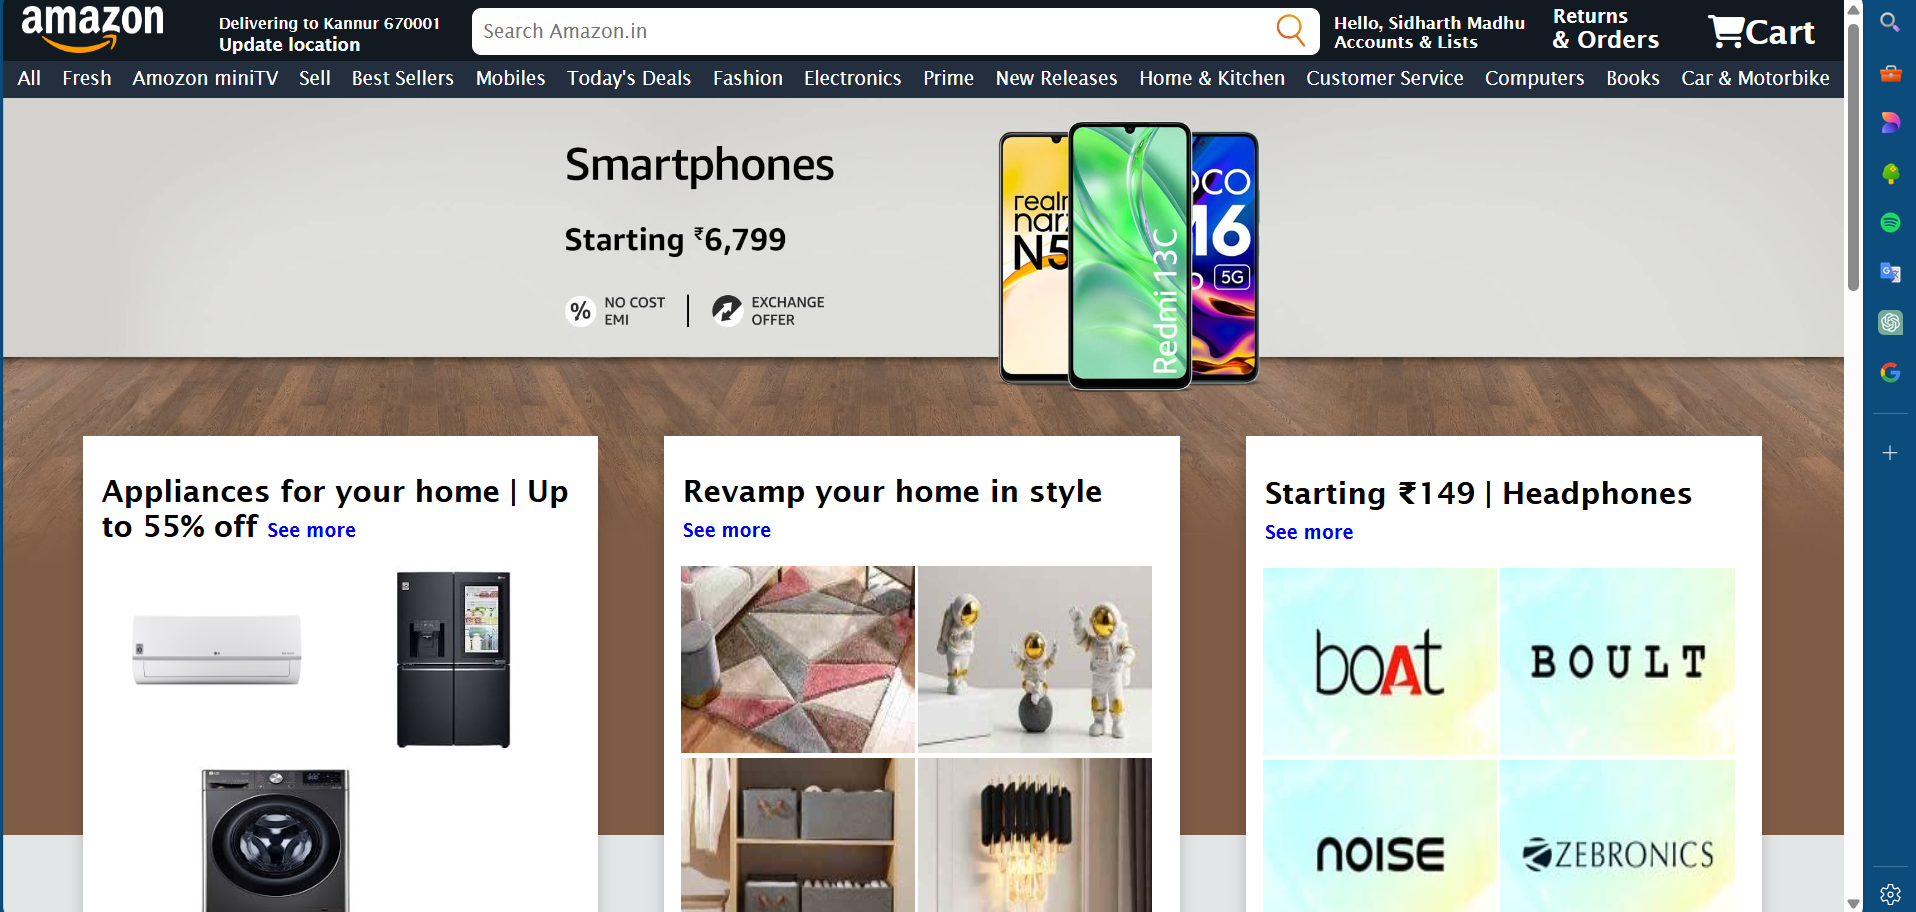 amazon
Delivering to Kannur 670001
Update location
Search Amazon.in
Hello, Sidharth Madhu
Accounts & Lists
Returns
& Orders
Cart
All Fresh Amozon miniTV Sell Best Sellers Mobiles Today's Deals Fashion Electronics Prime New Releases Home & Kitchen Customer Service Computers Books Car & Motorbike
Smartphones
Starting ₹6,799
% NO COST
EMI
EXCHANGE
OFFER
N5
Redmi 13C
5G
Appliances for your home | Up
to 55% off See more
Revamp your home in style
See more
Starting ₹149 | Headphones
See more
boAt
BOULT
NOISE
ZEBRONICS